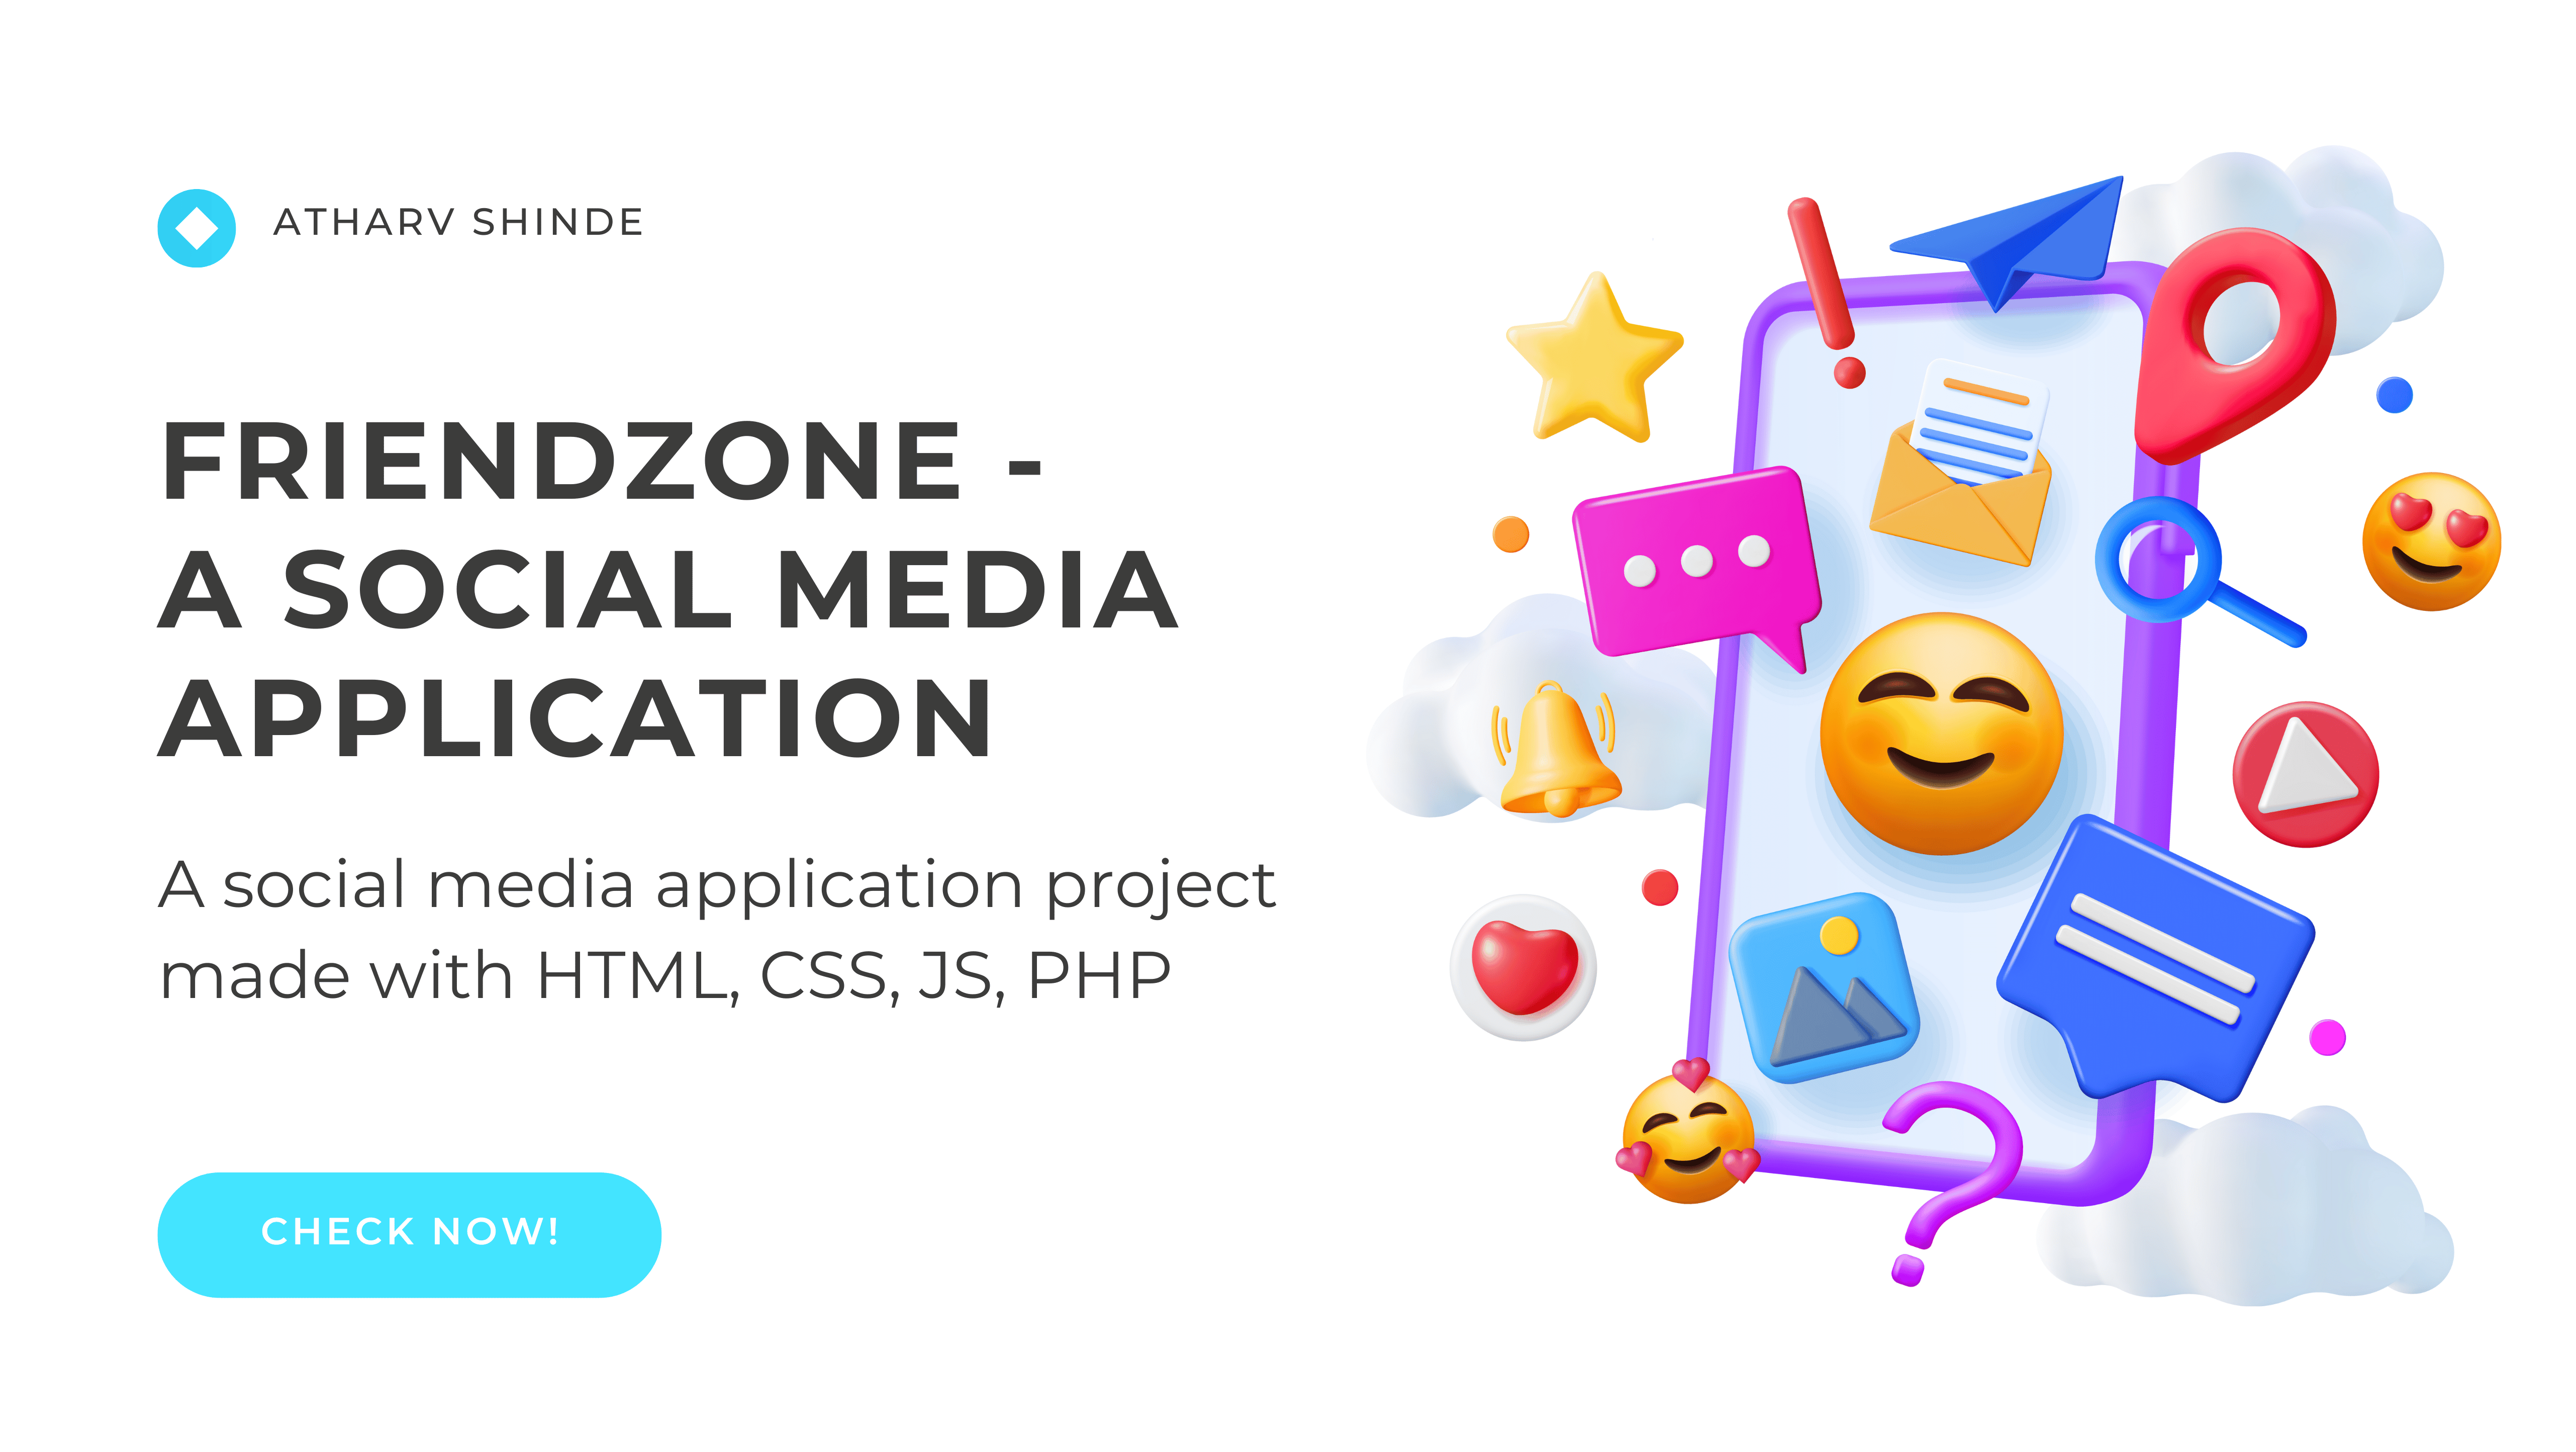 ATHARV SHINDE
FRIENDZONE -
A SOCIAL MEDIA
APPLICATION
A social media application project
made with HTML, CSS, JS, PHP
CHECK NOW!